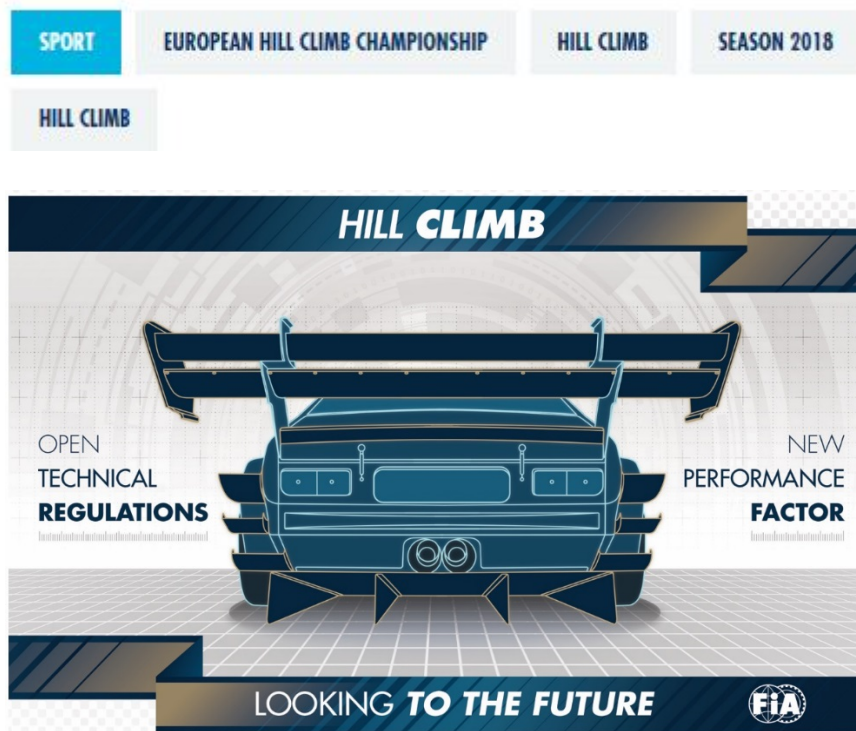 SPORT
EUROPEAN HILL CLIMB CHAMPIONSHIP
HILL CLIMB
SEASON 2018
HILL CLIMB
HILL CLIMB
OPEN
TECHNICAL
REGULATIONS
NEW
PERFORMANCE
FACTOR
LOOKING TO THE FUTURE
FiA